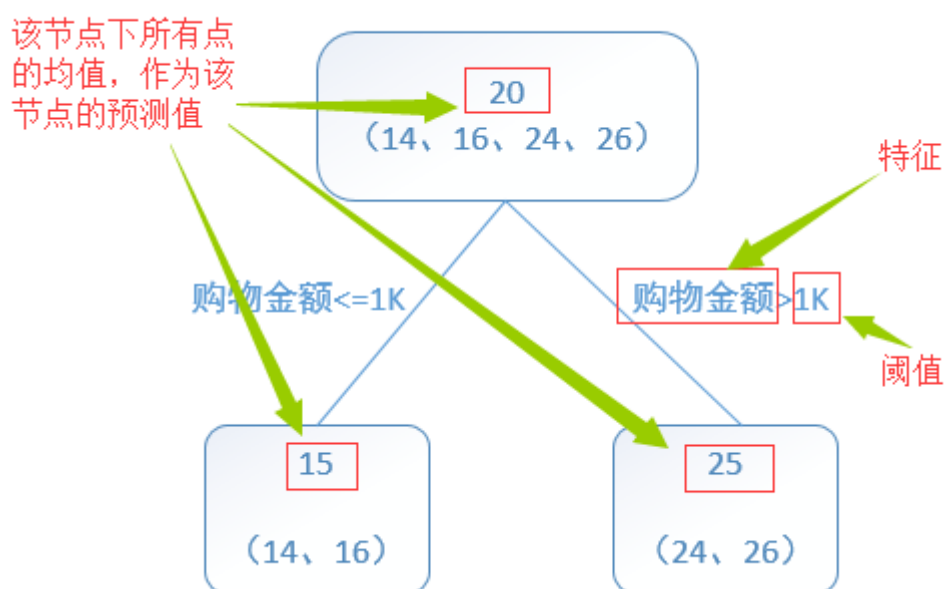 该节点下所有点
的均值，作为该
节点的预测值
20
（14、16、24、26）
特征
购物金额<=1K
购物金额>1K
阈值
15
25
（14、16）
（24、26）